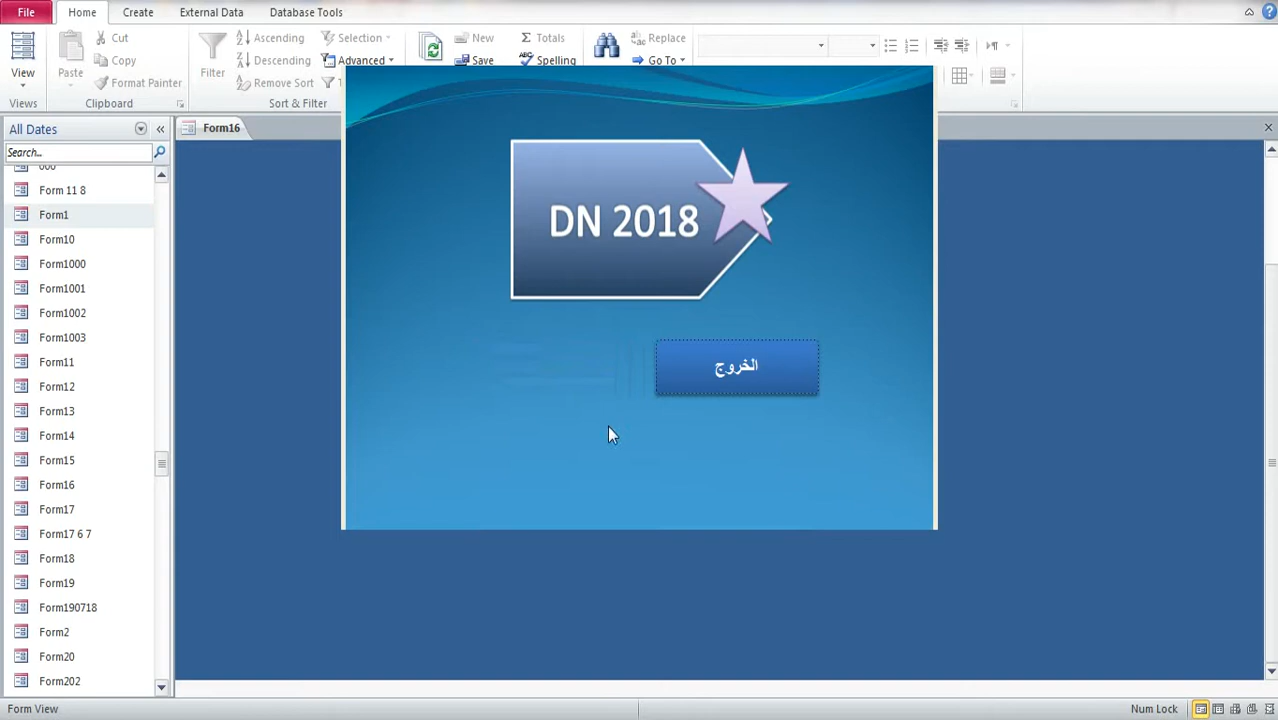 File Home Create External Data Database Tools
View
Views
Paste
Cut
Copy
Format Painter
Clipboard
Filter
Ascending
Descending
Remove Sort
Selection
Advanced
Sort & Filter
New
Save
Totals
Spelling
Replace
Go To
All Dates
Search...
Form 11 8
Form1
Form10
Form1000
Form1001
Form1002
Form1003
Form11
Form12
Form13
Form14
Form15
Form16
Form17
Form17 6 7
Form18
Form19
Form190718
Form2
Form20
Form202
Form16
DN 2018
الخروج
Form View
Num Lock